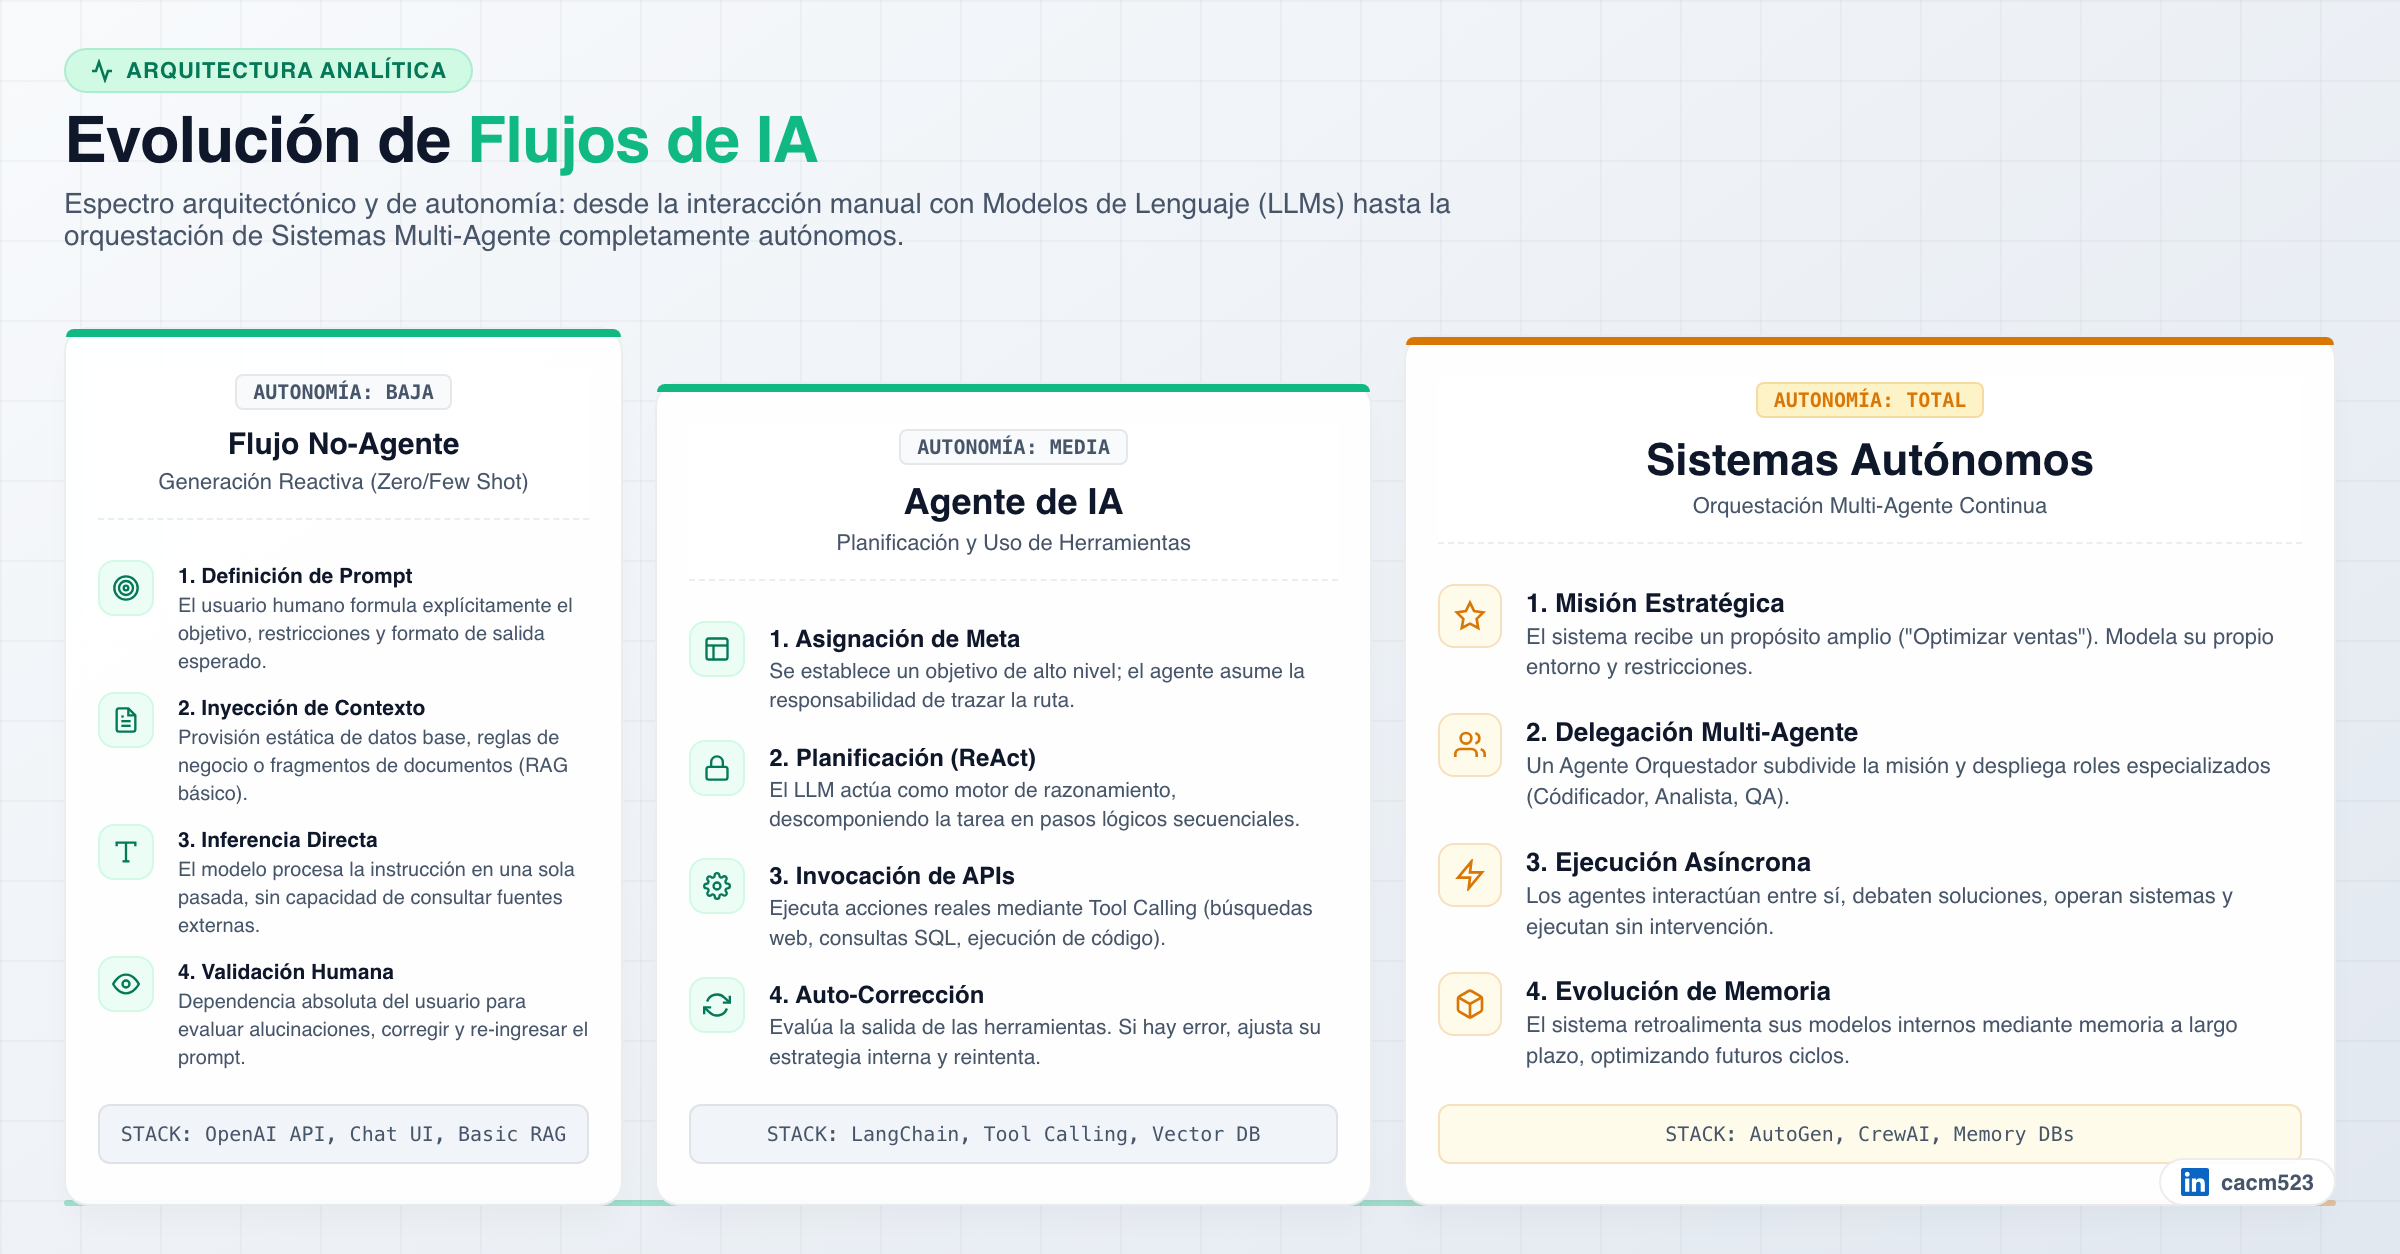 ARQUITECTURA ANALÍTICA
Evolución de Flujos de IA
Espectro arquitectónico y de autonomía: desde la interacción manual con Modelos de Lenguaje (LLMs) hasta la
orquestación de Sistemas Multi-Agente completamente autónomos.
AUTONOMÍA: BAJA
Flujo No-Agente
Generación Reactiva (Zero/Few Shot)
1. Definición de Prompt
El usuario humano formula explícitamente el
objetivo, restricciones y formato de salida
esperado.
2. Inyección de Contexto
Provisión estática de datos base, reglas de
negocio o fragmentos de documentos (RAG
básico).
3. Inferencia Directa
El modelo procesa la instrucción en una sola
pasada, sin capacidad de consultar fuentes
externas.
4. Validación Humana
Dependencia absoluta del usuario para
evaluar alucinaciones, corregir y re-ingresar el
prompt.
STACK: OpenAI API, Chat UI, Basic RAG
AUTONOMÍA: MEDIA
Agente de IA
Planificación y Uso de Herramientas
1. Asignación de Meta
Se establece un objetivo de alto nivel; el agente asume la
responsabilidad de trazar la ruta.
2. Planificación (ReAct)
El LLM actúa como motor de razonamiento,
descomponiendo la tarea en pasos lógicos secuenciales.
3. Invocación de APIs
Ejecuta acciones reales mediante Tool Calling (búsquedas
web, consultas SQL, ejecución de código).
4. Auto-Corrección
Evalúa la salida de las herramientas. Si hay error, ajusta su
estrategia interna y reintenta.
STACK: LangChain, Tool Calling, Vector DB
AUTONOMÍA: TOTAL
Sistemas Autónomos
Orquestación Multi-Agente Continua
1. Misión Estratégica
El sistema recibe un propósito amplio ("Optimizar ventas"). Modela su propio
entorno y restricciones.
2. Delegación Multi-Agente
Un Agente Orquestador subdivide la misión y despliega roles especializados
(Códificador, Analista, QA).
3. Ejecución Asíncrona
Los agentes interactúan entre sí, debaten soluciones, operan sistemas y
ejecutan sin intervención.
4. Evolución de Memoria
El sistema retroalimenta sus modelos internos mediante memoria a largo
plazo, optimizando futuros ciclos.
STACK: AutoGen, CrewAI, Memory DBs
in cacm523